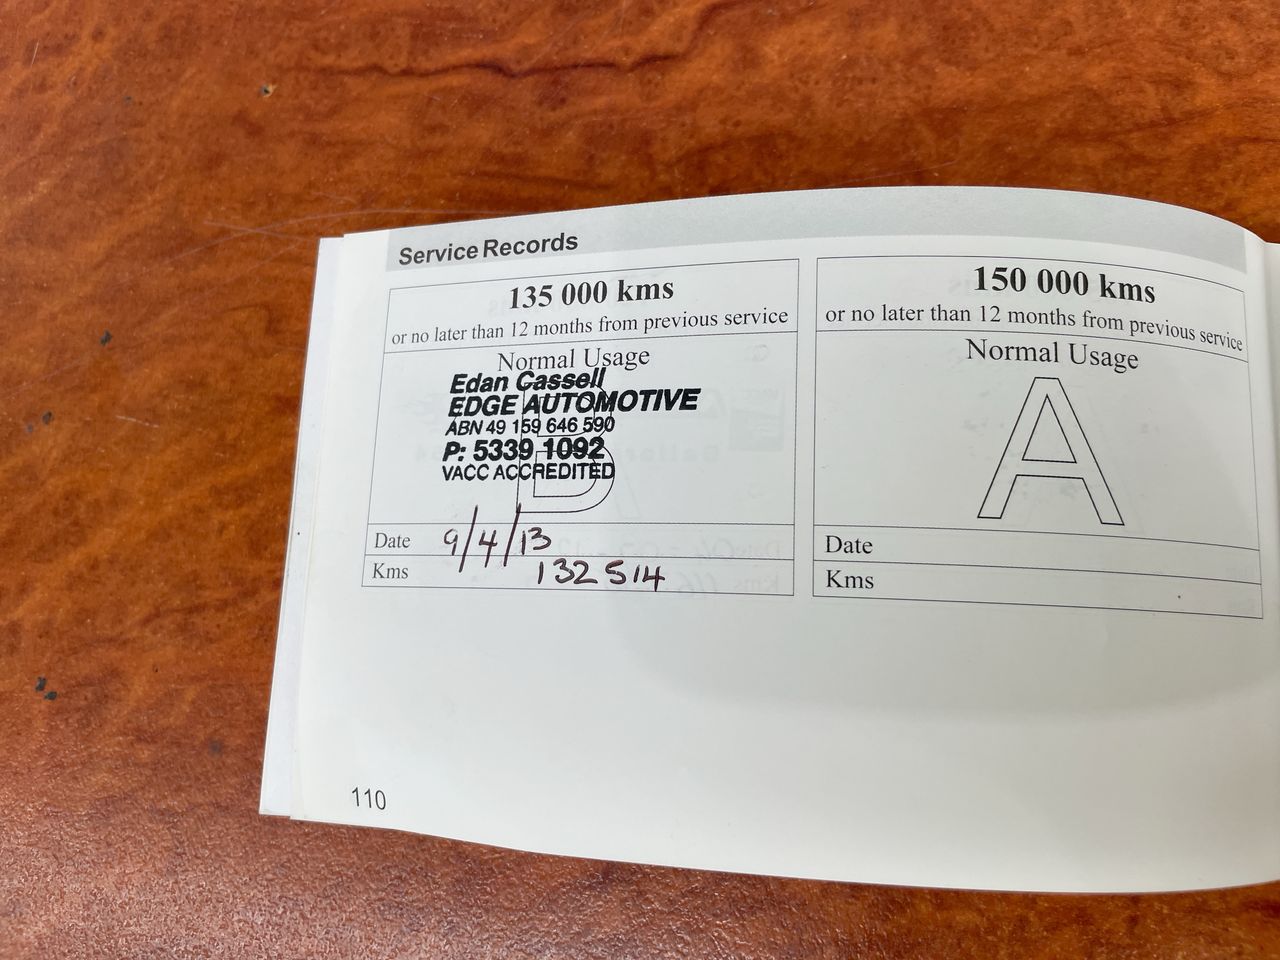 Service Records
135 000 kms
or no later than 12 months from previous service
Normal Usage
Edan Cassell
EDGE AUTOMOTIVE
ABN 49 159 646 590
P: 5339 1092
VACC ACCREDITED
B
Date 9/4/13
Kms 132 514
150 000 kms
or no later than 12 months from previous service
Normal Usage
A
Date
Kms
110